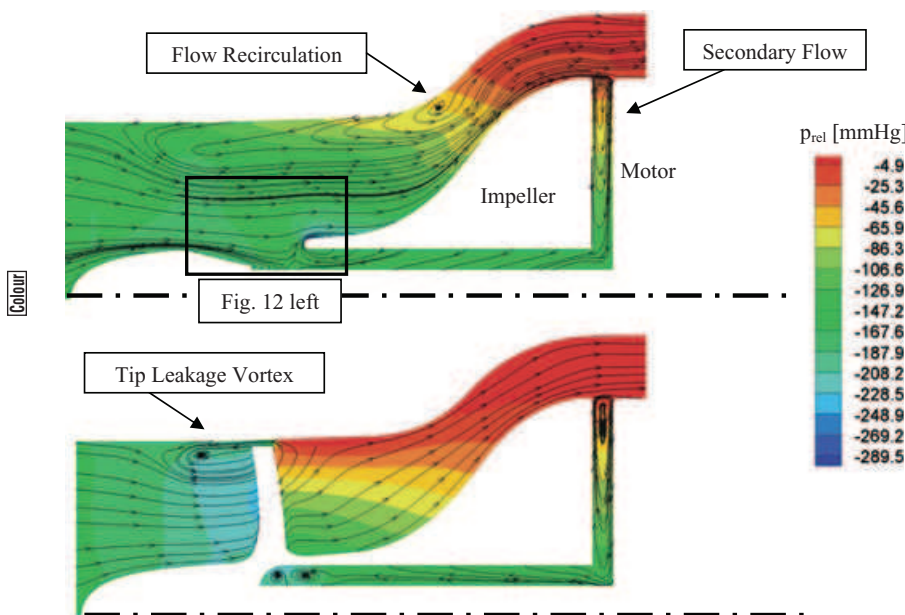 Flow Recirculation
Secondary Flow
p_rel [mmHg]
Motor
Impeller
-4.9
-25.3
-45.6
-65.9
-86.3
-106.6
-126.9
-147.2
-167.6
-187.9
-208.2
-228.5
-248.9
-269.2
-289.5
Colour
Fig. 12 left
Tip Leakage Vortex